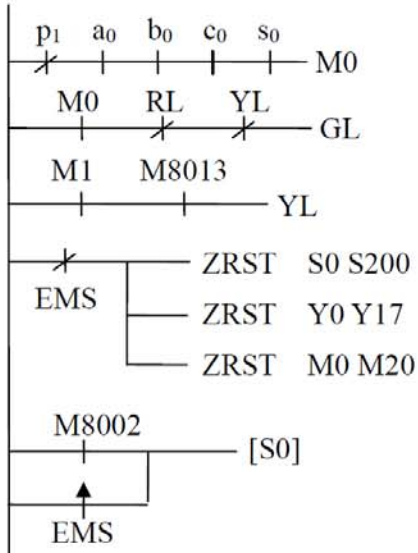 p₁ a₀ b₀ c₀ s₀
M0
M0 RL YL
GL
M1 M8013
YL
EMS
ZRST S0 S200
ZRST Y0 Y17
ZRST M0 M20
M8002
[S0]
EMS